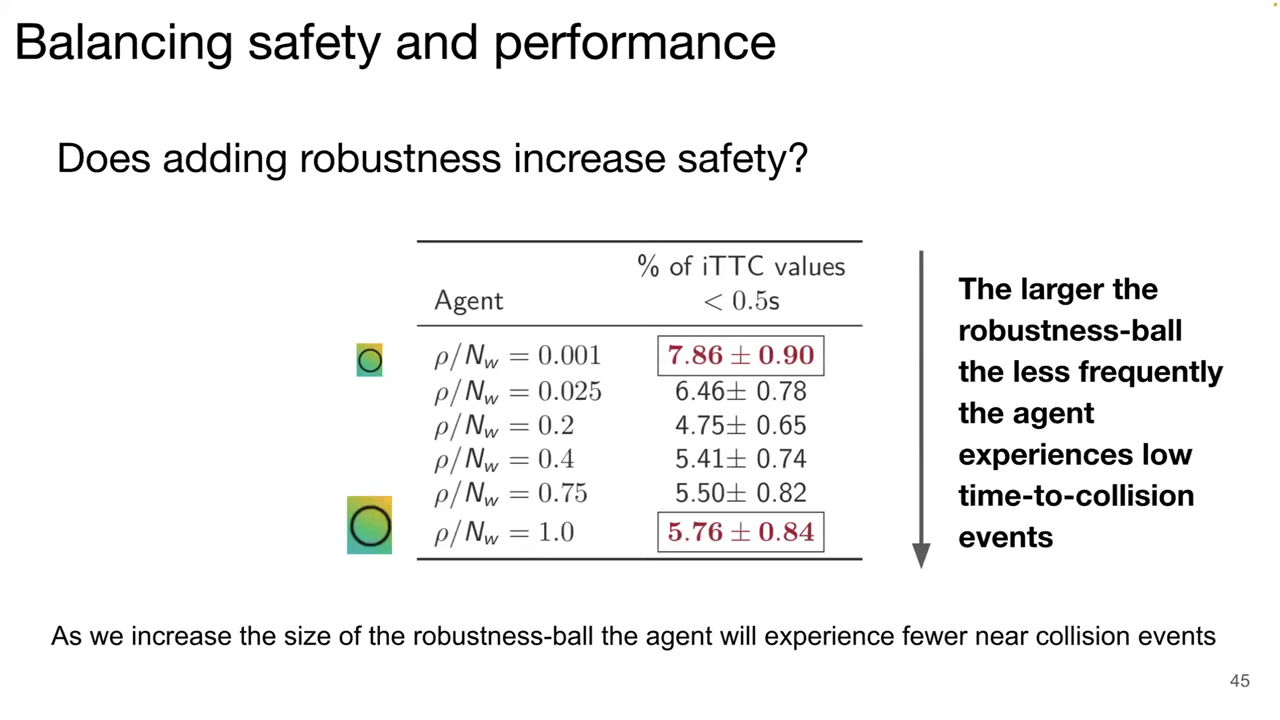 Balancing safety and performance
Does adding robustness increase safety?
% of iTTC values
Agent < 0.5s
ρ/N_w = 0.001 7.86 ± 0.90
ρ/N_w = 0.025 6.46± 0.78
ρ/N_w = 0.2 4.75± 0.65
ρ/N_w = 0.4 5.41± 0.74
ρ/N_w = 0.75 5.50± 0.82
ρ/N_w = 1.0 5.76 ± 0.84
The larger the
robustness-ball
the less frequently
the agent
experiences low
time-to-collision
events
As we increase the size of the robustness-ball the agent will experience fewer near collision events
45